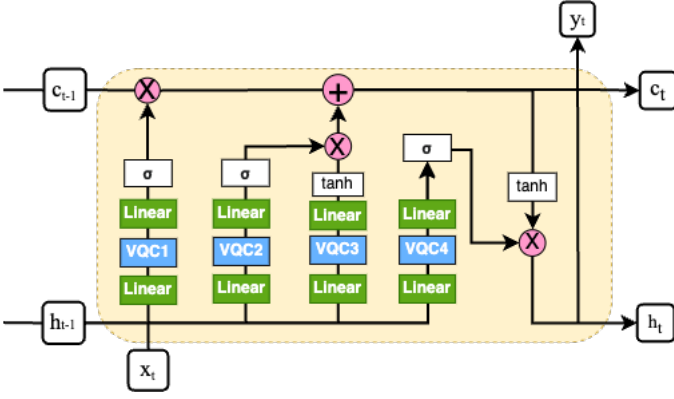 yt
ct-1
X
+
ct
X
σ
σ
tanh
σ
tanh
Linear
Linear
Linear
Linear
VQC1
VQC2
VQC3
VQC4
X
Linear
Linear
Linear
Linear
ht-1
ht
xt